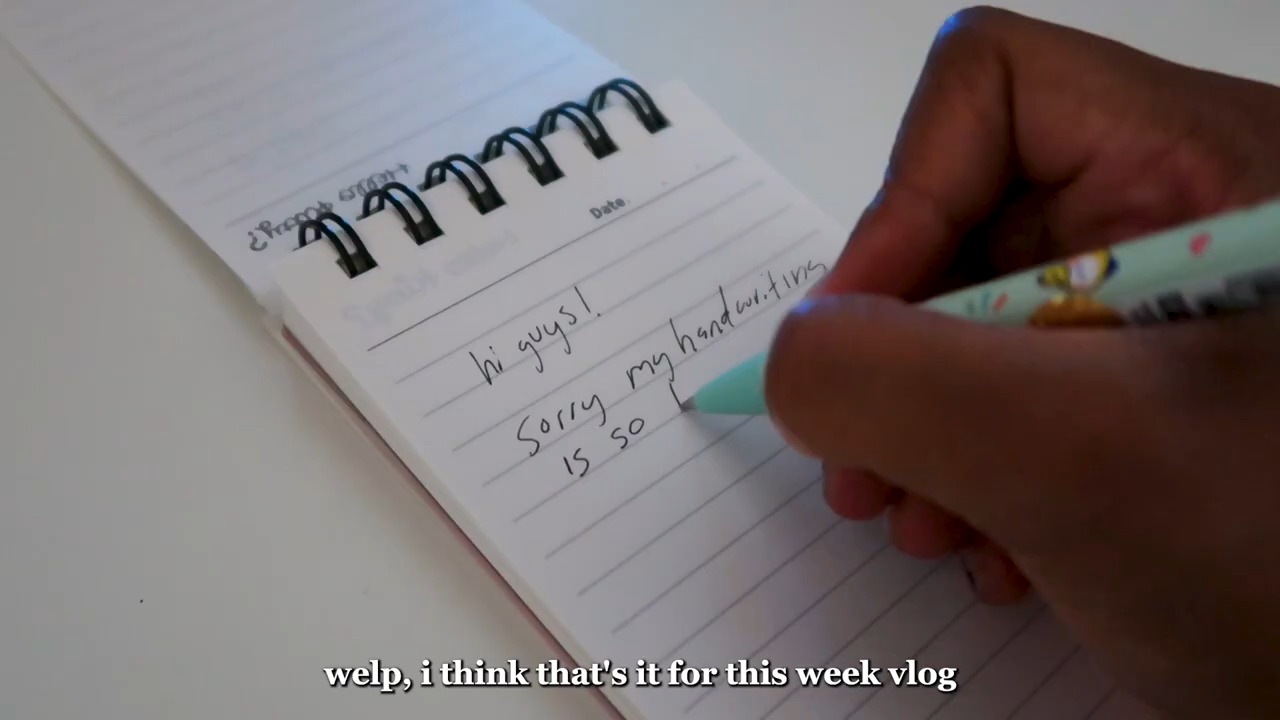 Date.
hi guys!
Sorry my handwriting
is so
welp, i think that's it for this week vlog